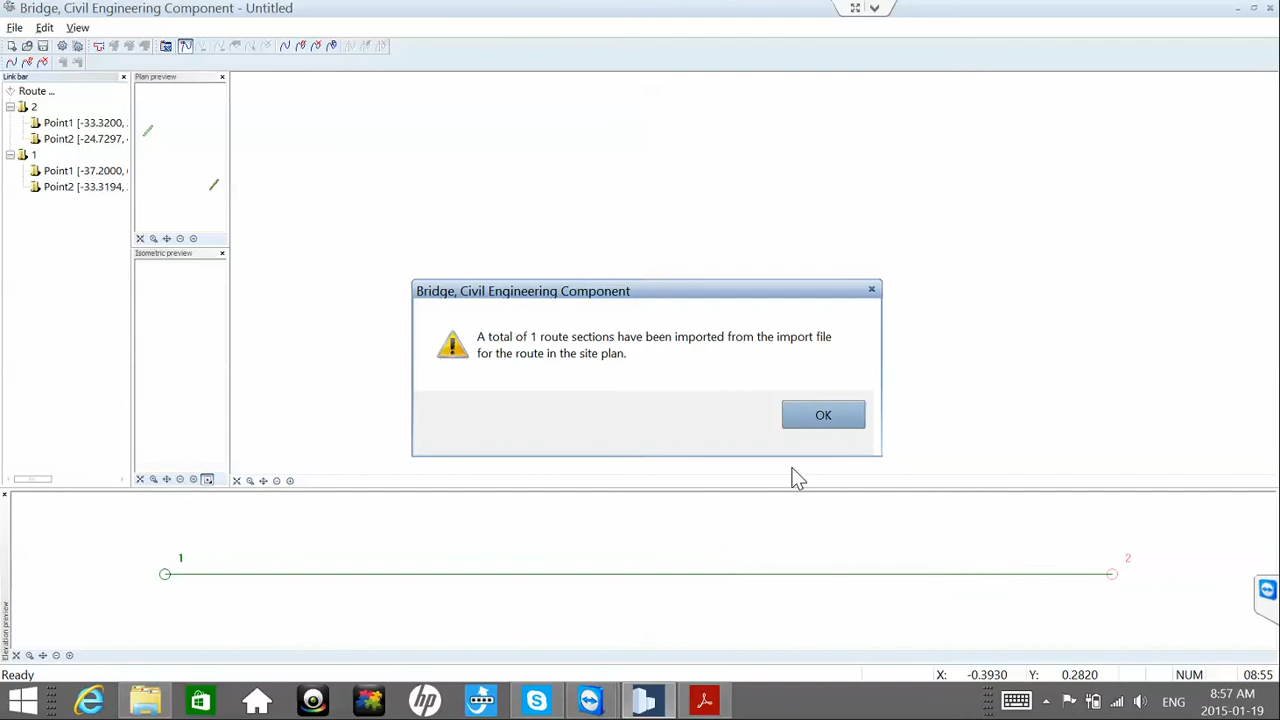 Bridge, Civil Engineering Component - Untitled
File Edit View
Link bar
Plan preview
Route ...
2
Point1 [-33.3200,
Point2 [-24.7297,
1
Point1 [-37.2000,
Point2 [-33.3194,
Isometric preview
Bridge, Civil Engineering Component
A total of 1 route sections have been imported from the import file
for the route in the site plan.
OK
1
2
Elevation preview
Ready
X: -0.3930 Y: 0.2820 NUM 08:55
hp
ENG
8:57 AM
2015-01-19